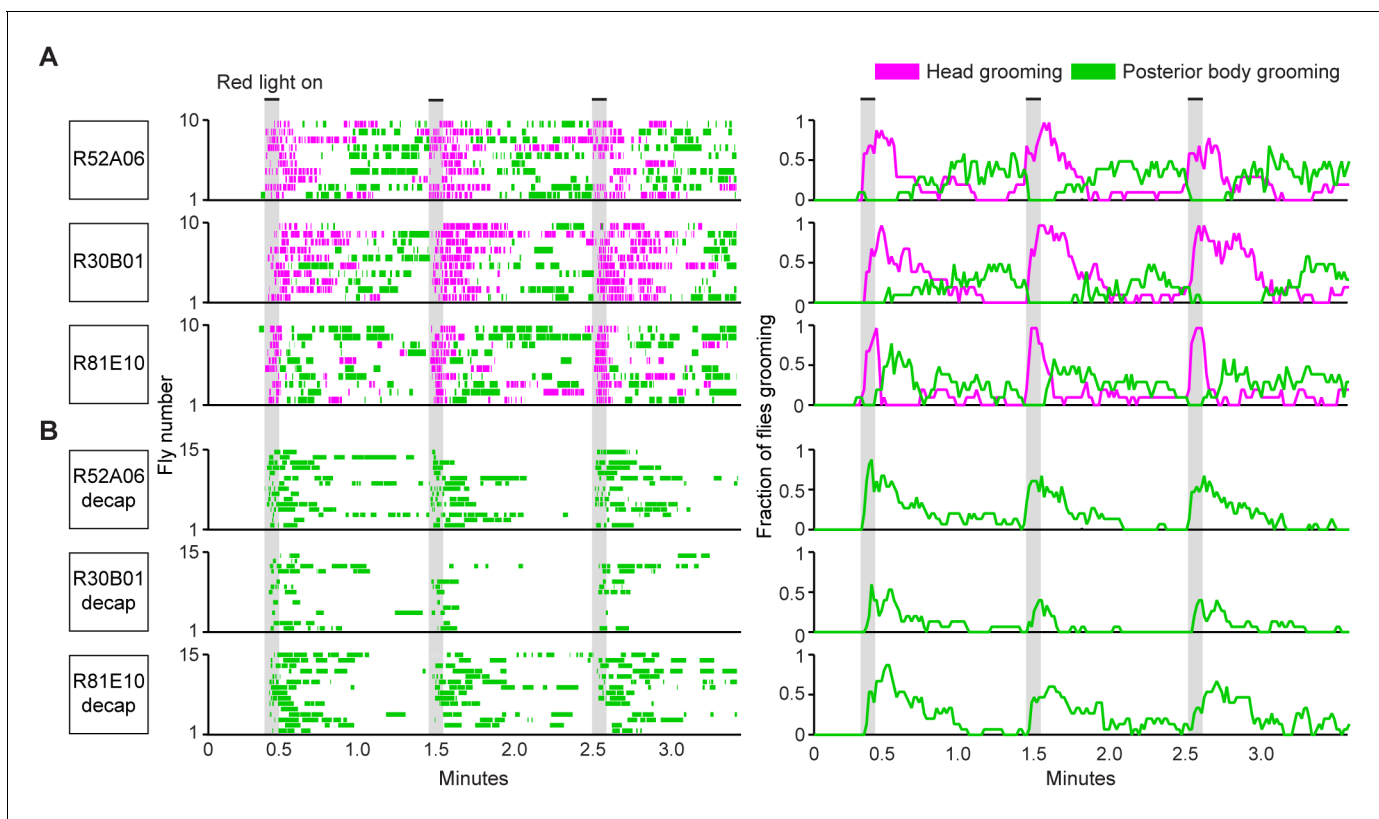 A
Red light on
Head grooming Posterior body grooming
R52A06
10
1
R30B01
10
1
R81E10
10
1
Fly number
1
0.5
0
1
0.5
0
1
0.5
0
Fraction of flies grooming
B
R52A06
decap
15
1
R30B01
decap
15
1
R81E10
decap
15
1
0 0.5 1.0 1.5 2.0 2.5 3.0
Minutes
1
0.5
0
1
0.5
0
1
0.5
0
0 0.5 1.0 1.5 2.0 2.5 3.0
Minutes